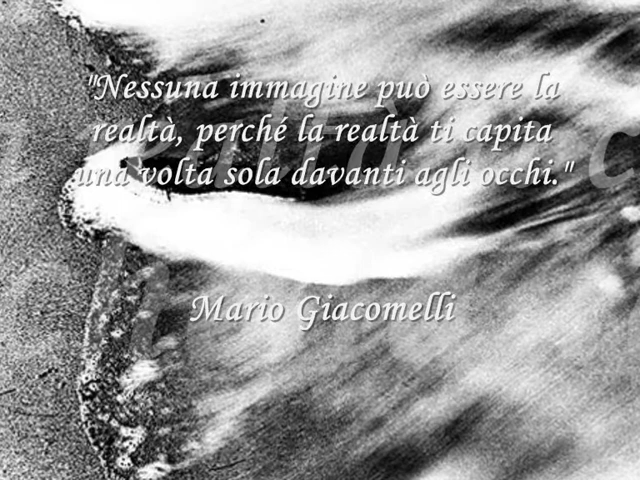 "Nessuna immagine può essere la
realtà, perché la realtà ti capita
una volta sola davanti agli occhi."
Mario Giacomelli